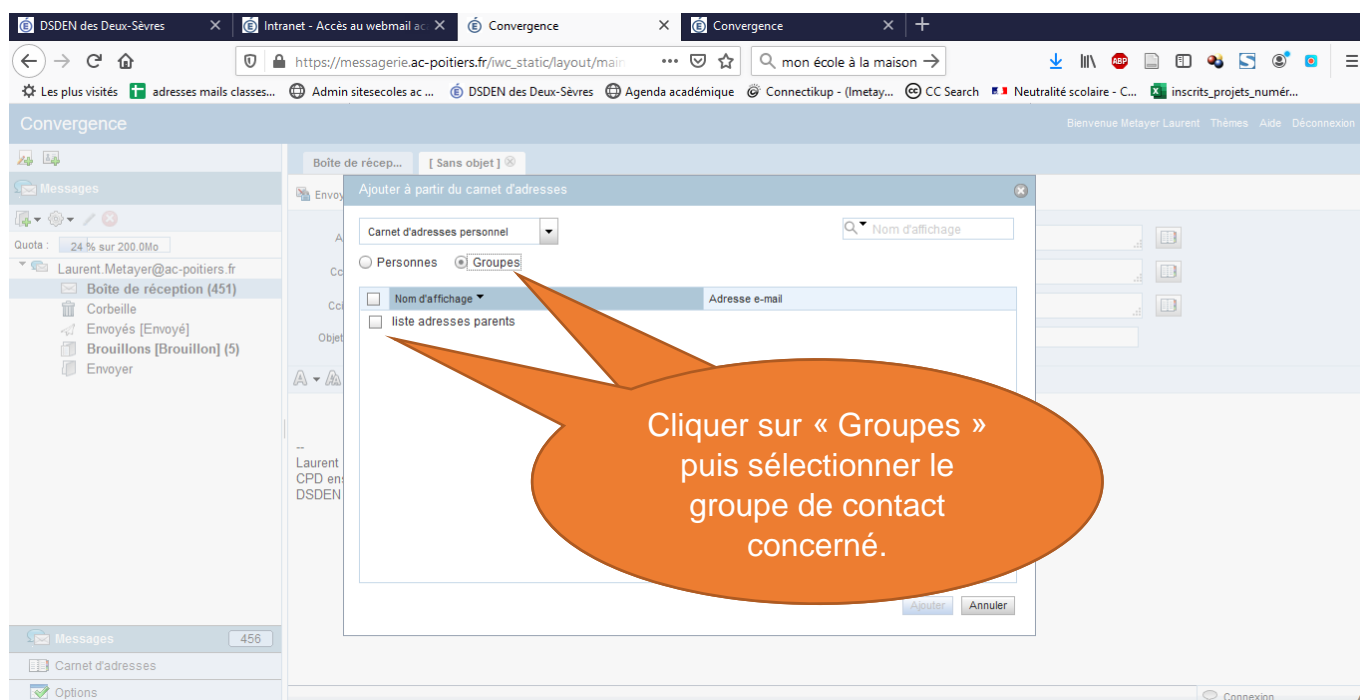 DSDEN des Deux-Sèvres
Intranet - Accès au webmail ac
Convergence
Convergence
https://messagerie.ac-poitiers.fr/iwc_static/layout/main
mon école à la maison
ABP
Les plus visités
adresses mails classes...
Admin sitesecoles ac ...
DSDEN des Deux-Sèvres
Agenda académique
Connectikup - (lmetay...
CC Search
Neutralité scolaire - C...
inscrits_projets_numér...
Convergence
Bienvenue Metayer Laurent Thèmes Aide Déconnexion
Boîte de récep...
[ Sans objet ]
Messages
Envoy
Ajouter à partir du carnet d'adresses
Quota : 24 % sur 200.0Mo
A
Carnet d'adresses personnel
Nom d'affichage
Laurent.Metayer@ac-poitiers.fr
Cc
Personnes
Groupes
Boîte de réception (451)
Corbeille
Cci
Nom d'affichage
Adresse e-mail
Envoyés [Envoyé]
liste adresses parents
Brouillons [Brouillon] (5)
Objet
Envoyer
Cliquer sur « Groupes »
puis sélectionner le
groupe de contact
concerné.
--
Laurent
CPD en
DSDEN
Ajouter
Annuler
Messages 456
Carnet d'adresses
Options
Connexion